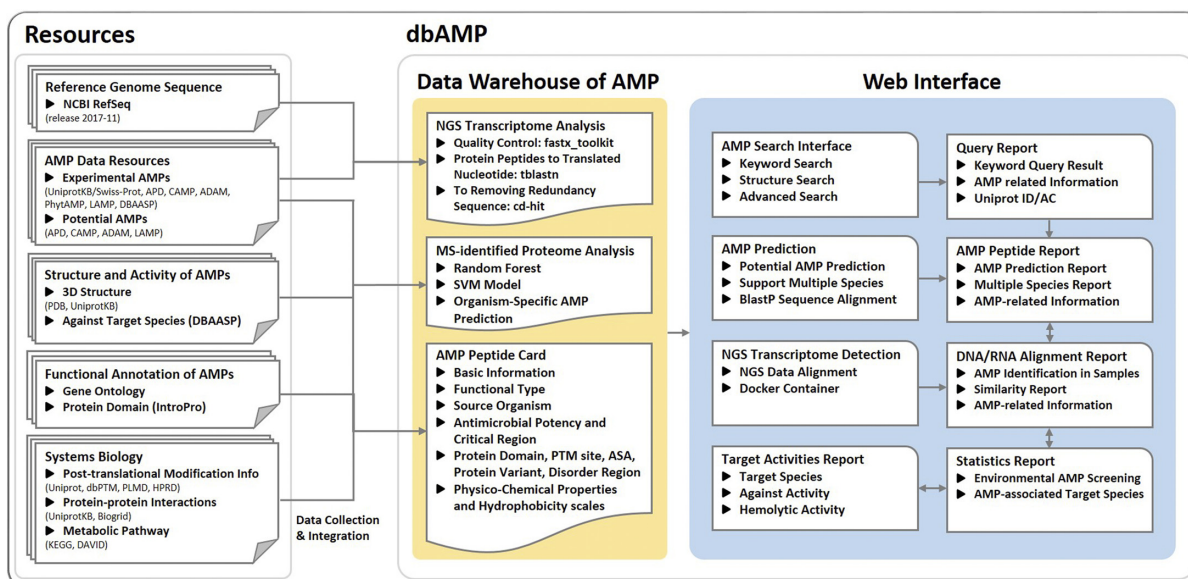 Resources
Reference Genome Sequence
NCBI RefSeq
(release 2017-11)
AMP Data Resources
Experimental AMPs
(UniprotKB/Swiss-Prot, APD, CAMP, ADAM,
PhytAMP, LAMP, DBAASP)
Potential AMPs
(APD, CAMP, ADAM, LAMP)
Structure and Activity of AMPs
3D Structure
(PDB, UniprotKB)
Against Target Species (DBAASP)
Functional Annotation of AMPs
Gene Ontology
Protein Domain (IntroPro)
Systems Biology
Post-translational Modification Info
(Uniprot, dbPTM, PLMD, HPRD)
Protein-protein Interactions
(UniprotKB, Biogrid)
Metabolic Pathway
(KEGG, DAVID)
Data Collection
& Integration
dbAMP
Data Warehouse of AMP
NGS Transcriptome Analysis
Quality Control: fastx_toolkit
Protein Peptides to Translated
Nucleotide: tblastn
To Removing Redundancy
Sequence: cd-hit
MS-identified Proteome Analysis
Random Forest
SVM Model
Organism-Specific AMP
Prediction
AMP Peptide Card
Basic Information
Functional Type
Source Organism
Antimicrobial Potency and
Critical Region
Protein Domain, PTM site, ASA,
Protein Variant, Disorder Region
Physico-Chemical Properties
and Hydrophobicity scales
Web Interface
AMP Search Interface
Keyword Search
Structure Search
Advanced Search
Query Report
Keyword Query Result
AMP related Information
Uniprot ID/AC
AMP Prediction
Potential AMP Prediction
Support Multiple Species
BlastP Sequence Alignment
AMP Peptide Report
AMP Prediction Report
Multiple Species Report
AMP-related Information
NGS Transcriptome Detection
NGS Data Alignment
Docker Container
DNA/RNA Alignment Report
AMP Identification in Samples
Similarity Report
AMP-related Information
Target Activities Report
Target Species
Against Activity
Hemolytic Activity
Statistics Report
Environmental AMP Screening
AMP-associated Target Species